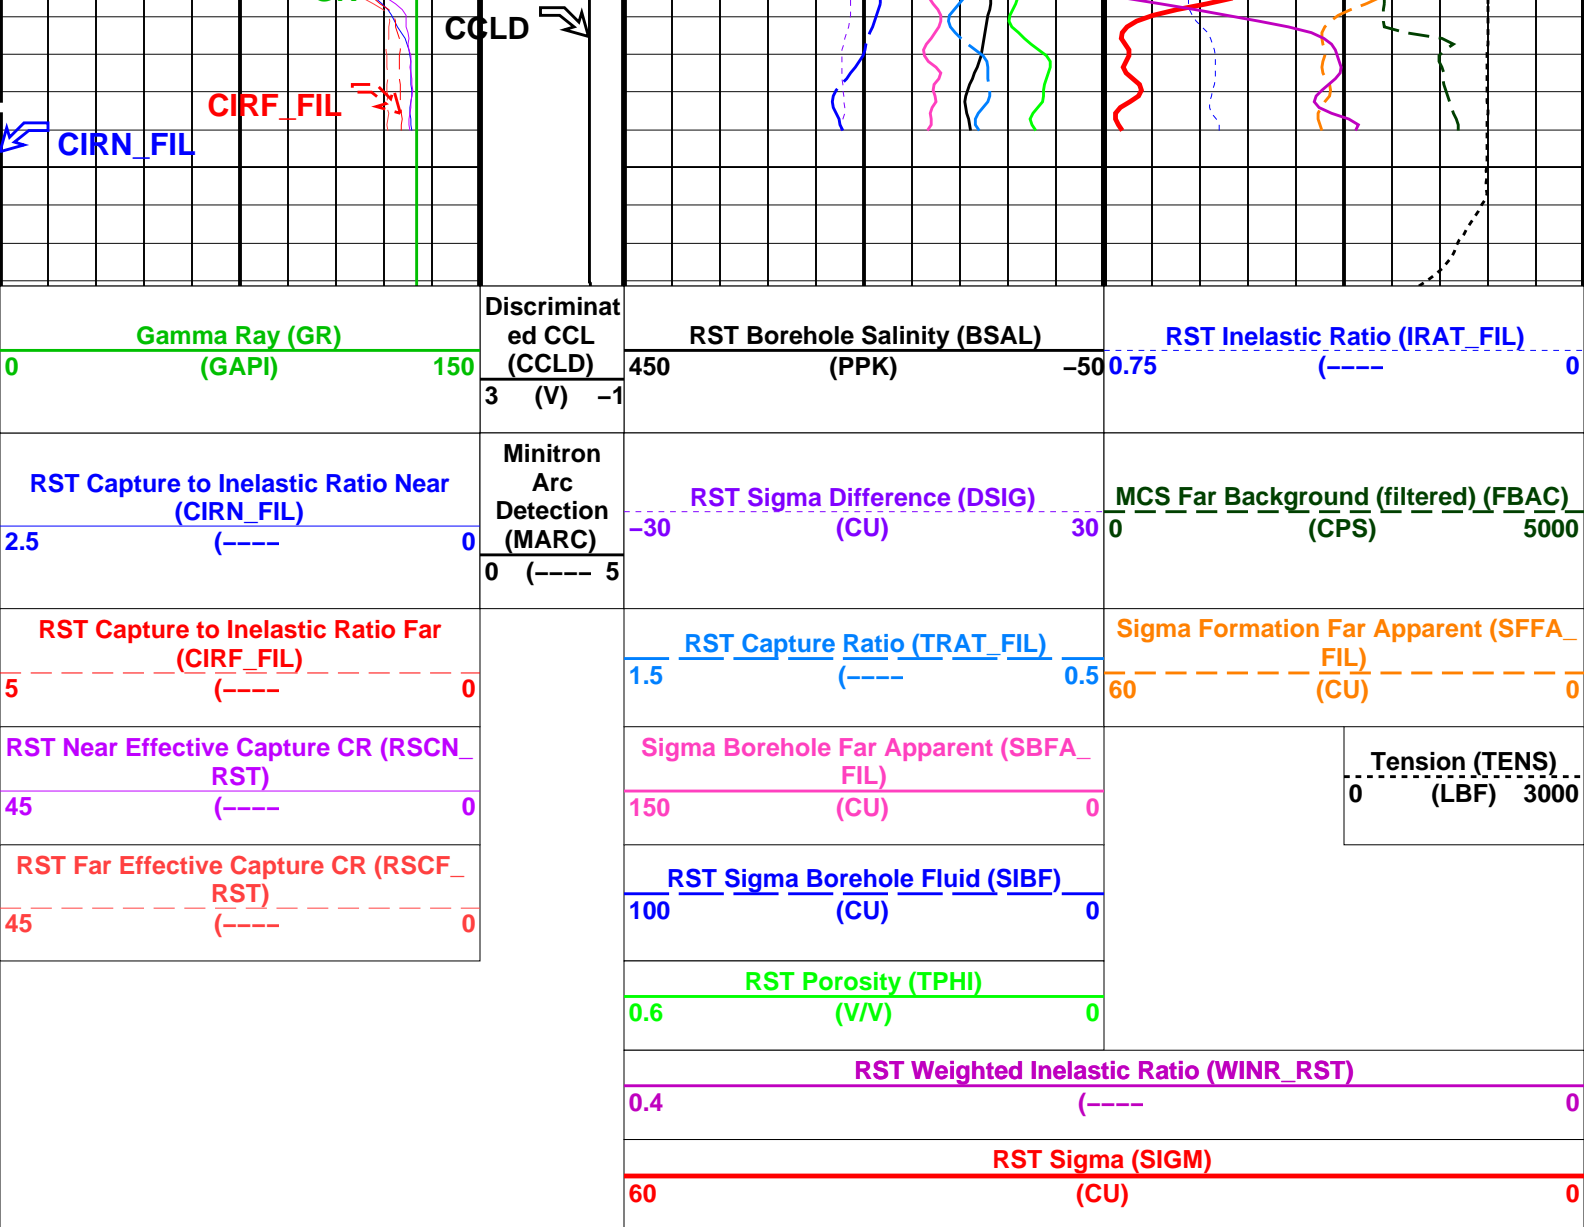 CCLD
CIRF_FIL
CIRN_FIL
Gamma Ray (GR)
0 (GAPI) 150
Discriminat
ed CCL
(CCLD)
3 (V) −1
RST Borehole Salinity (BSAL)
450 (PPK) −50
RST Inelastic Ratio (IRAT_FIL)
0.75 (−−−− 0
RST Capture to Inelastic Ratio Near
(CIRN_FIL)
2.5 (−−−− 0
Minitron
Arc
Detection
(MARC)
0 (−−−− 5
RST Sigma Difference (DSIG)
−30 (CU) 30
MCS Far Background (filtered) (FBAC)
0 (CPS) 5000
RST Capture to Inelastic Ratio Far
(CIRF_FIL)
5 (−−−− 0
RST Capture Ratio (TRAT_FIL)
1.5 (−−−− 0.5
Sigma Formation Far Apparent (SFFA_
FIL)
60 (CU) 0
RST Near Effective Capture CR (RSCN_
RST)
45 (−−−− 0
Sigma Borehole Far Apparent (SBFA_
FIL)
150 (CU) 0
Tension (TENS)
0 (LBF) 3000
RST Far Effective Capture CR (RSCF_
RST)
45 (−−−− 0
RST Sigma Borehole Fluid (SIBF)
100 (CU) 0
RST Porosity (TPHI)
0.6 (V/V) 0
RST Weighted Inelastic Ratio (WINR_RST)
0.4 (−−−− 0
RST Sigma (SIGM)
60 (CU) 0